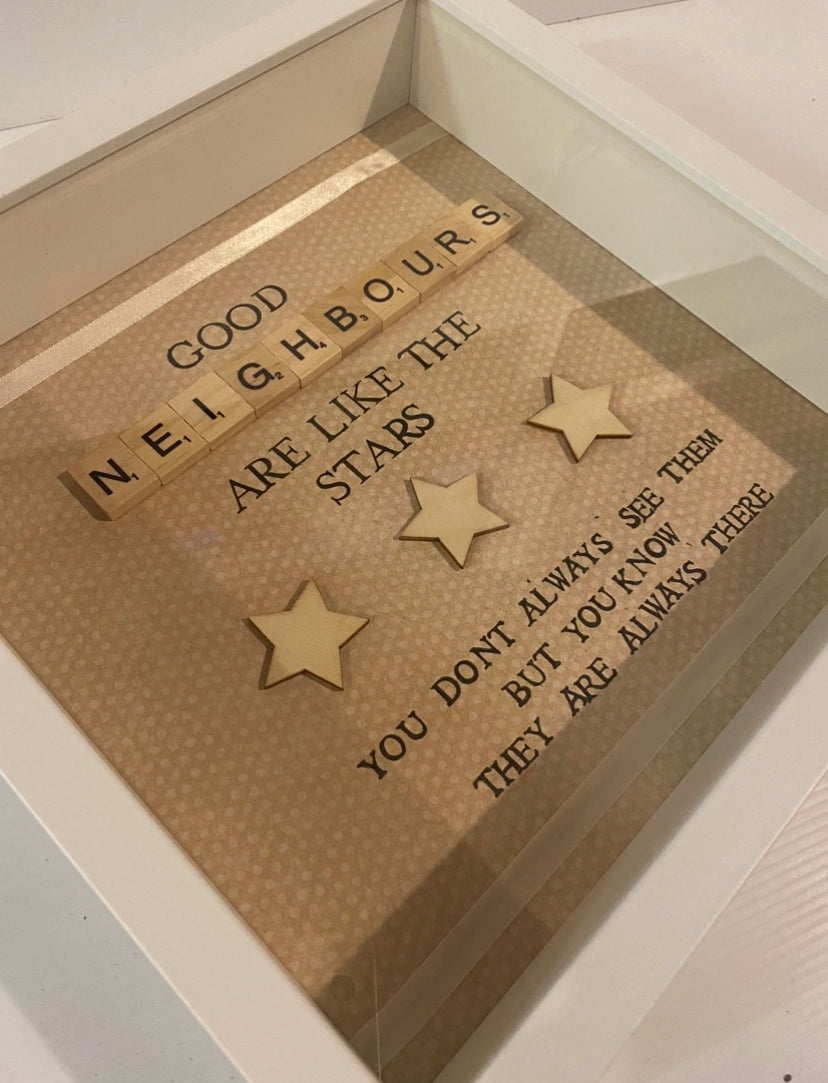 GOOD
NEIGHBOURS
ARE LIKE THE
STARS
YOU DONT ALWAYS SEE THEM
BUT YOU KNOW
THEY ARE ALWAYS THERE